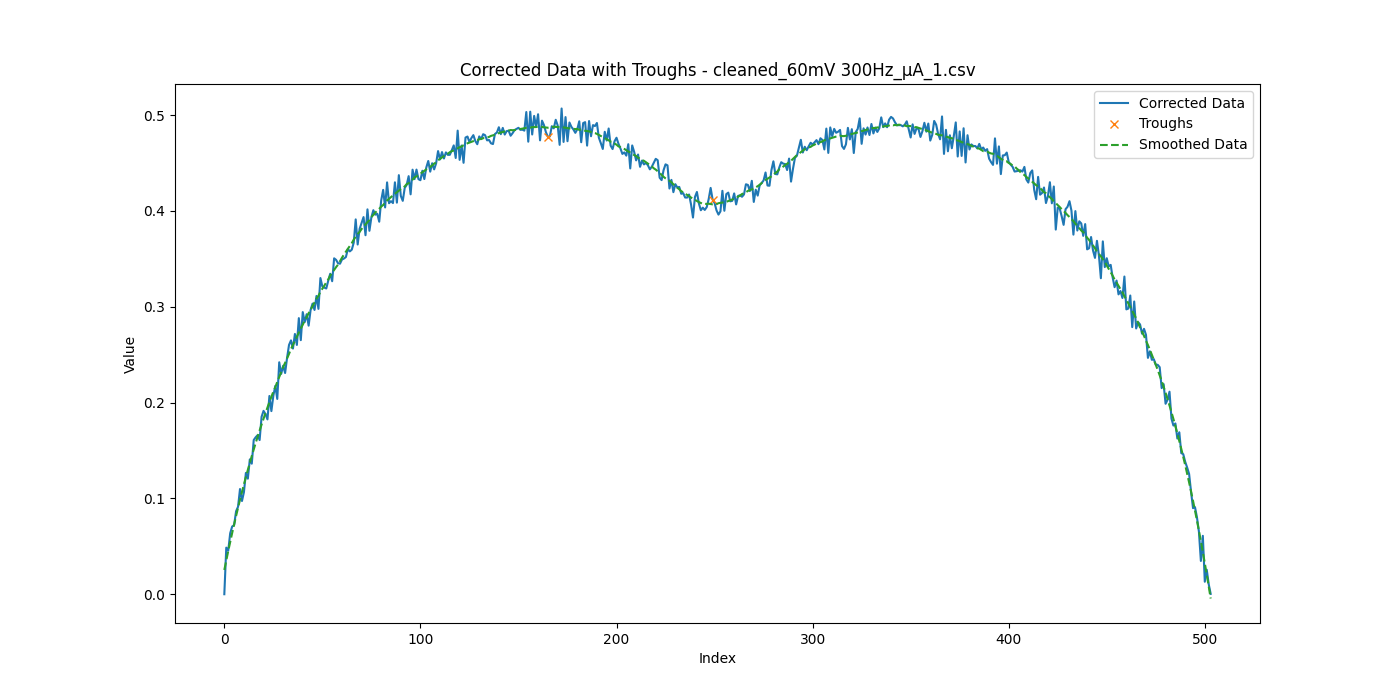 Corrected Data with Troughs - cleaned_60mV 300Hz_μA_1.csv
Corrected Data
Troughs
Smoothed Data
Value
0.5
0.4
0.3
0.2
0.1
0.0
0 100 200 300 400 500
Index